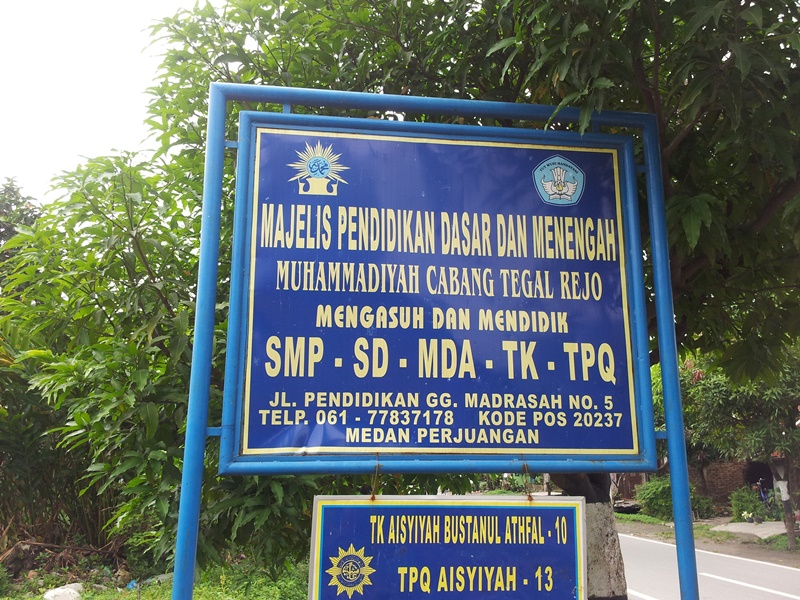 MAJELIS PENDIDIKAN DASAR DAN MENENGAH
MUHAMMADIYAH CABANG TEGAL REJO
MENGASUH DAN MENDIDIK
SMP - SD - MDA - TK - TPQ
JL. PENDIDIKAN GG. MADRASAH NO. 5
TELP. 061 - 77837178 KODE POS 20237
MEDAN PERJUANGAN
TK AISYIYAH BUSTANUL ATHFAL - 10
TPQ AISYIYAH - 13